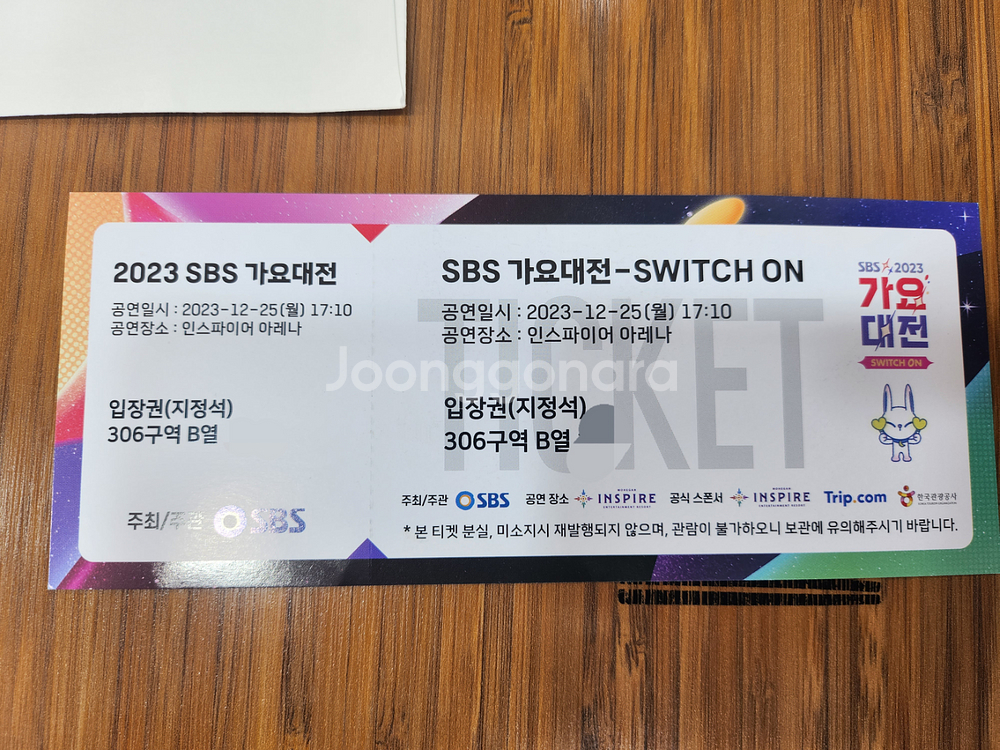 2023 SBS 가요대전
공연일시 : 2023-12-25(월) 17:10
공연장소 : 인스파이어 아레나
입장권(지정석)
306구역 B열
주최/주관 SBS
SBS 가요대전-SWITCH ON
공연일시 : 2023-12-25(월) 17:10
공연장소 : 인스파이어 아레나
TICKET
입장권(지정석)
306구역 B열
SBS 2023
가요
대전
SWITCH ON
주최/주관 SBS 공연 장소 MOHEGAN INSPIRE ENTERTAINMENT RESORT 공식 스폰서 MOHEGAN INSPIRE ENTERTAINMENT RESORT Trip.com 한국관광공사
* 본 티켓 분실, 미소지시 재발행되지 않으며, 관람이 불가하오니 보관에 유의해주시기 바랍니다.
Joonggonara